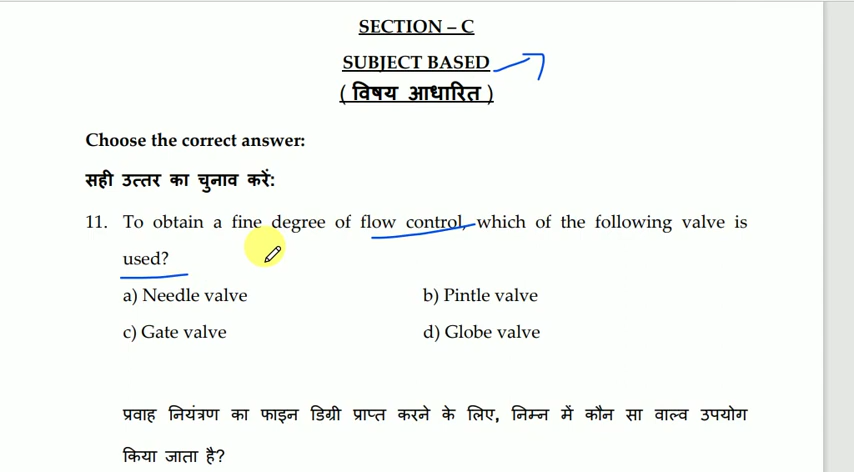 SECTION – C
SUBJECT BASED
( विषय आधारित )
Choose the correct answer:
सही उत्तर का चुनाव करें:
11. To obtain a fine degree of flow control, which of the following valve is
used?
a) Needle valve b) Pintle valve
c) Gate valve d) Globe valve
प्रवाह नियंत्रण का फाइन डिग्री प्राप्त करने के लिए, निम्न में कौन सा वाल्व उपयोग
किया जाता है?